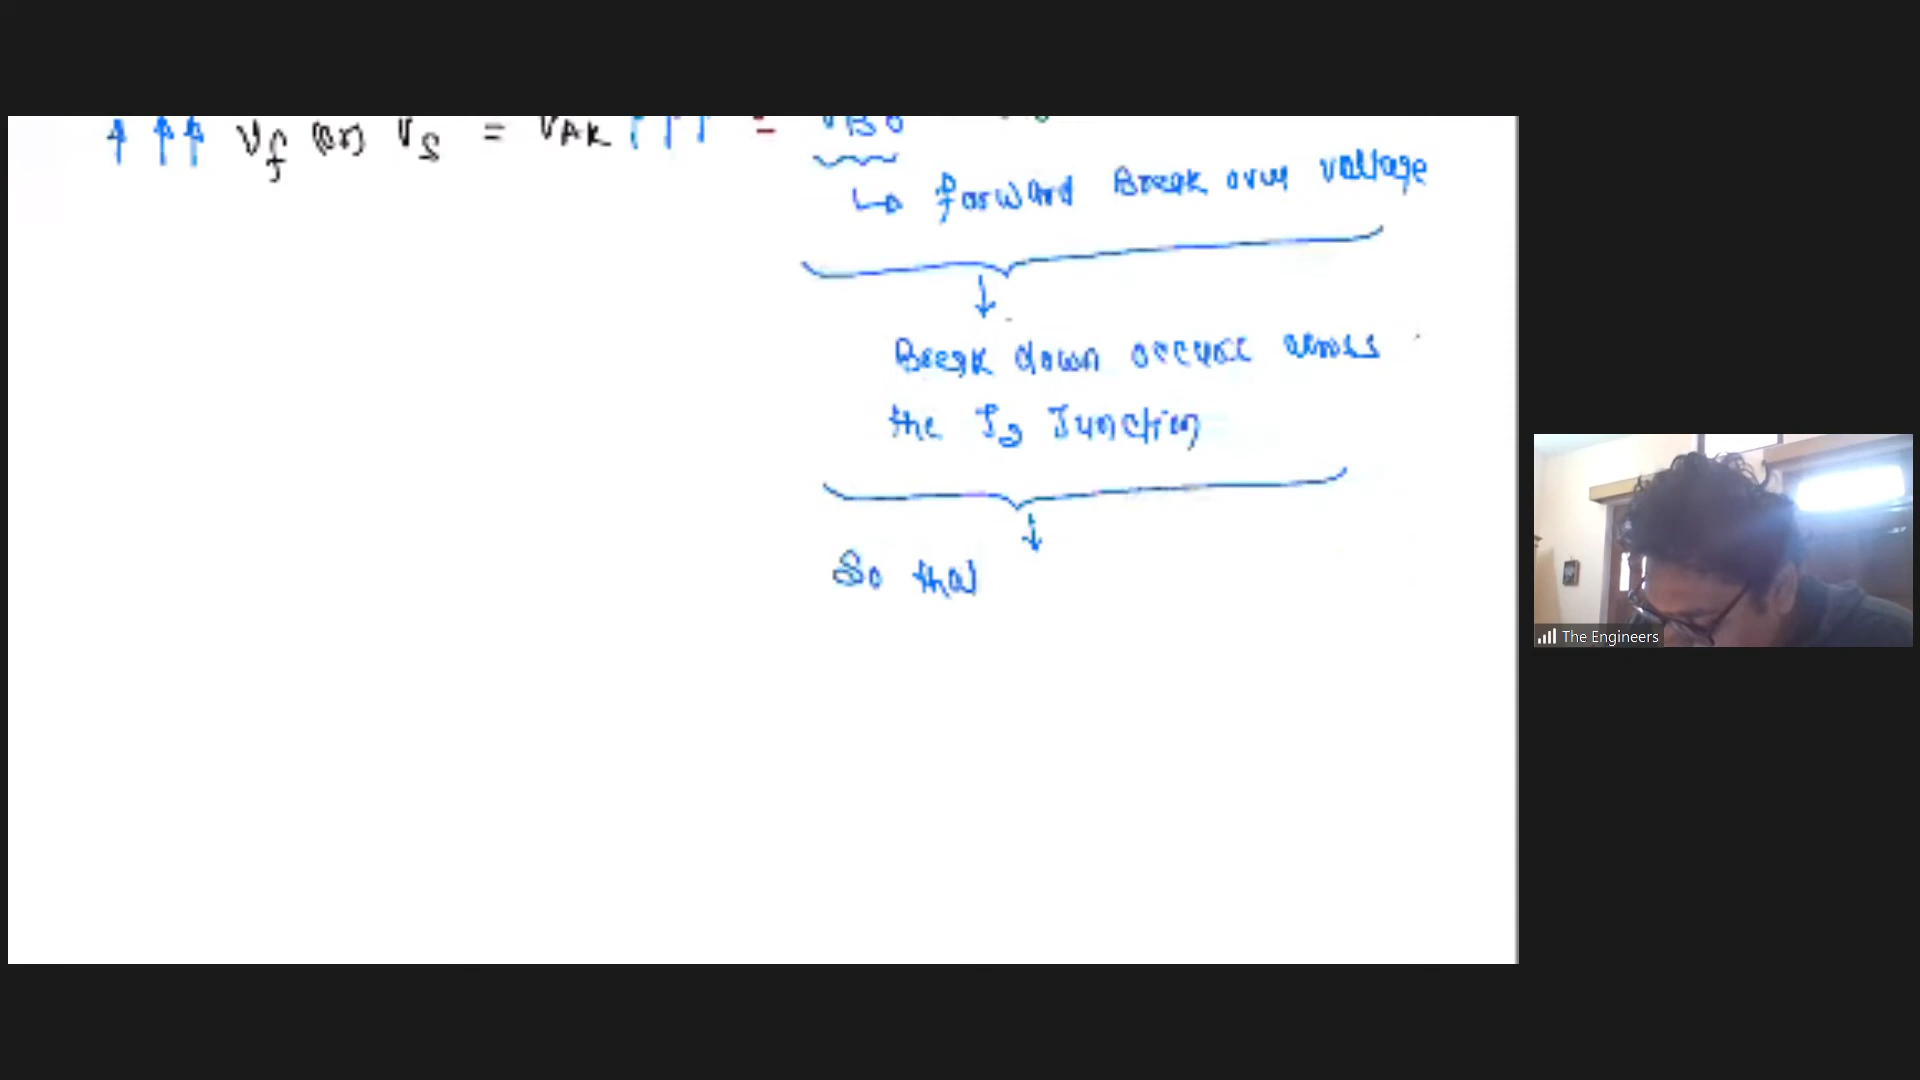 ↑ ↑↑ Vf (or) Vs = VAK ↑↑↑ = VBO
↳ forward Break over voltage
↓
Break down occurs across
the J2 Junction
↓
So that
The Engineers